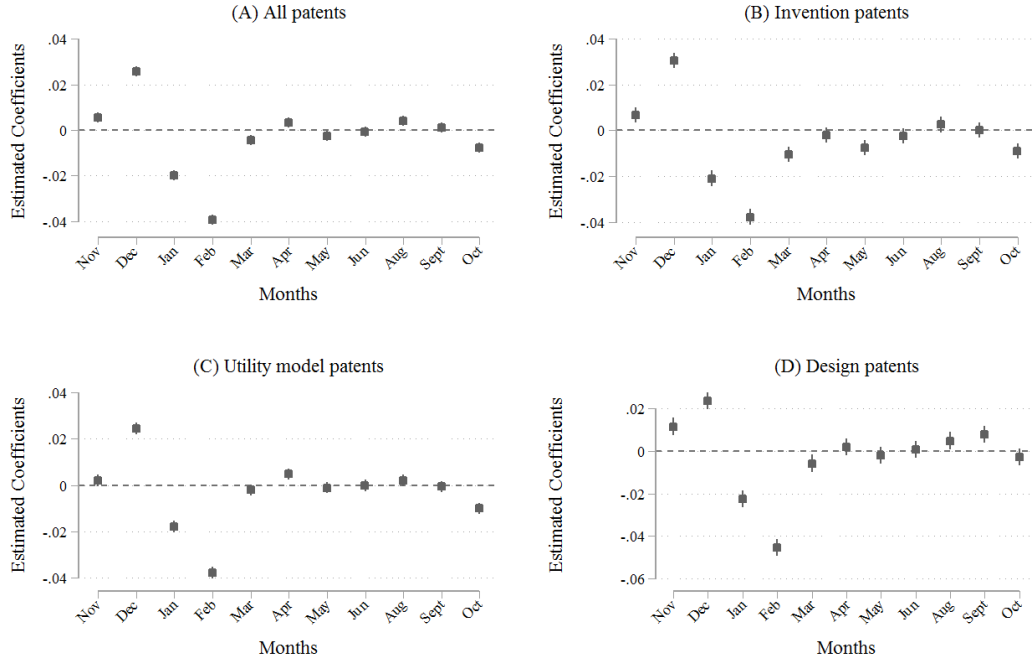 (A) All patents
Estimated Coefficients
.04
.02
0
-.02
-.04
Nov Dec Jan Feb Mar Apr May Jun Aug Sept Oct
Months
(B) Invention patents
Estimated Coefficients
.04
.02
0
-.02
-.04
Nov Dec Jan Feb Mar Apr May Jun Aug Sept Oct
Months
(C) Utility model patents
Estimated Coefficients
.04
.02
0
-.02
-.04
Nov Dec Jan Feb Mar Apr May Jun Aug Sept Oct
Months
(D) Design patents
Estimated Coefficients
.02
0
-.02
-.04
-.06
Nov Dec Jan Feb Mar Apr May Jun Aug Sept Oct
Months